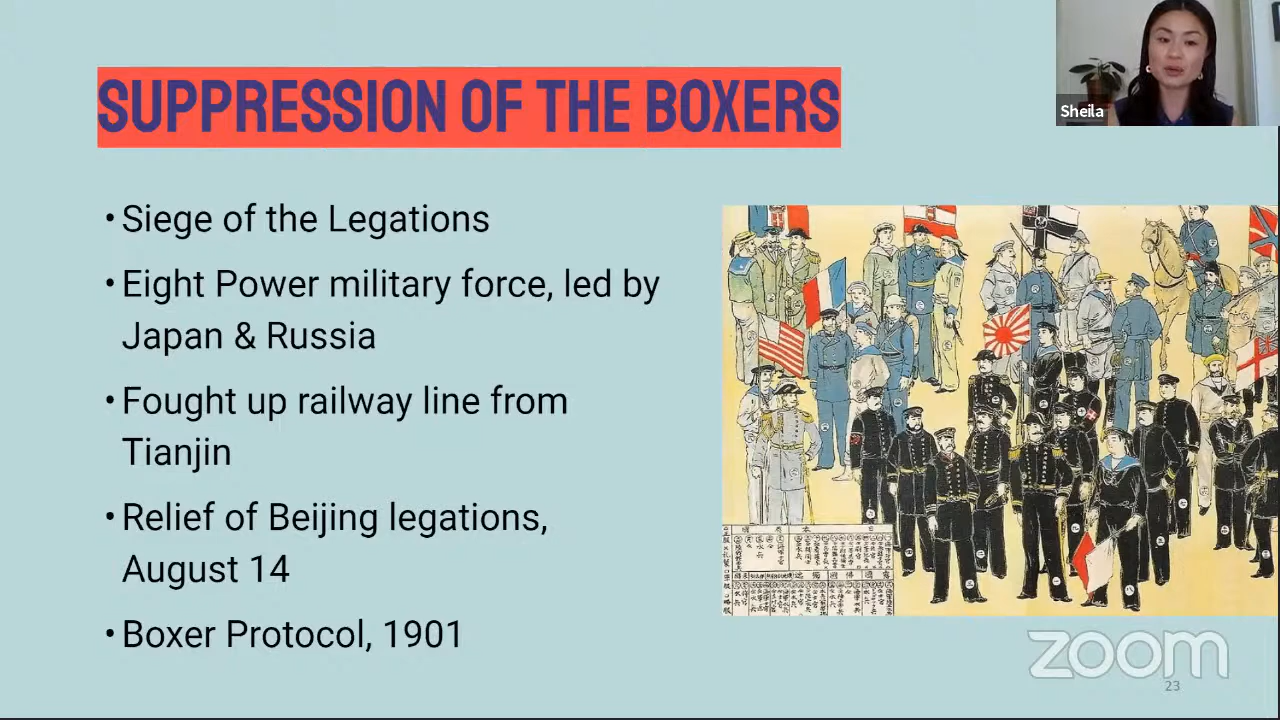 SUPPRESSION OF THE BOXERS
Sheila
•Siege of the Legations
•Eight Power military force, led by
Japan & Russia
•Fought up railway line from
Tianjin
•Relief of Beijing legations,
August 14
•Boxer Protocol, 1901
zoom
23